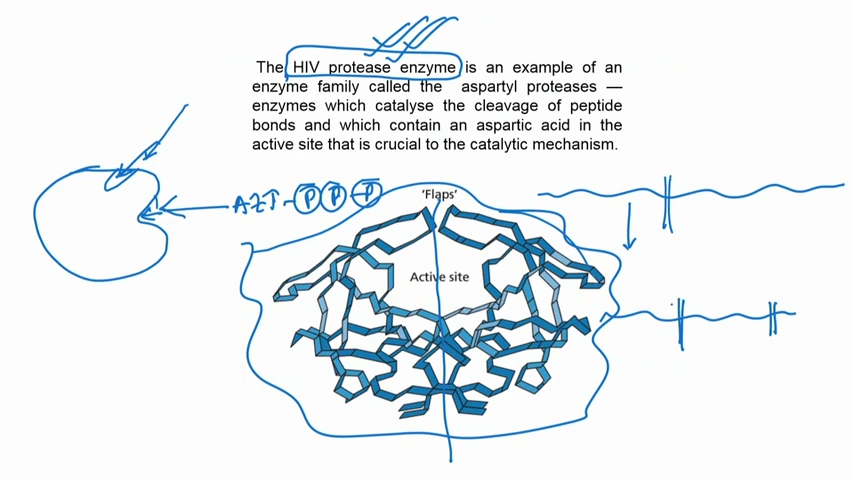 The HIV protease enzyme is an example of an
enzyme family called the aspartyl proteases —
enzymes which catalyse the cleavage of peptide
bonds and which contain an aspartic acid in the
active site that is crucial to the catalytic mechanism.
AZT-P P P
'Flaps'
Active site